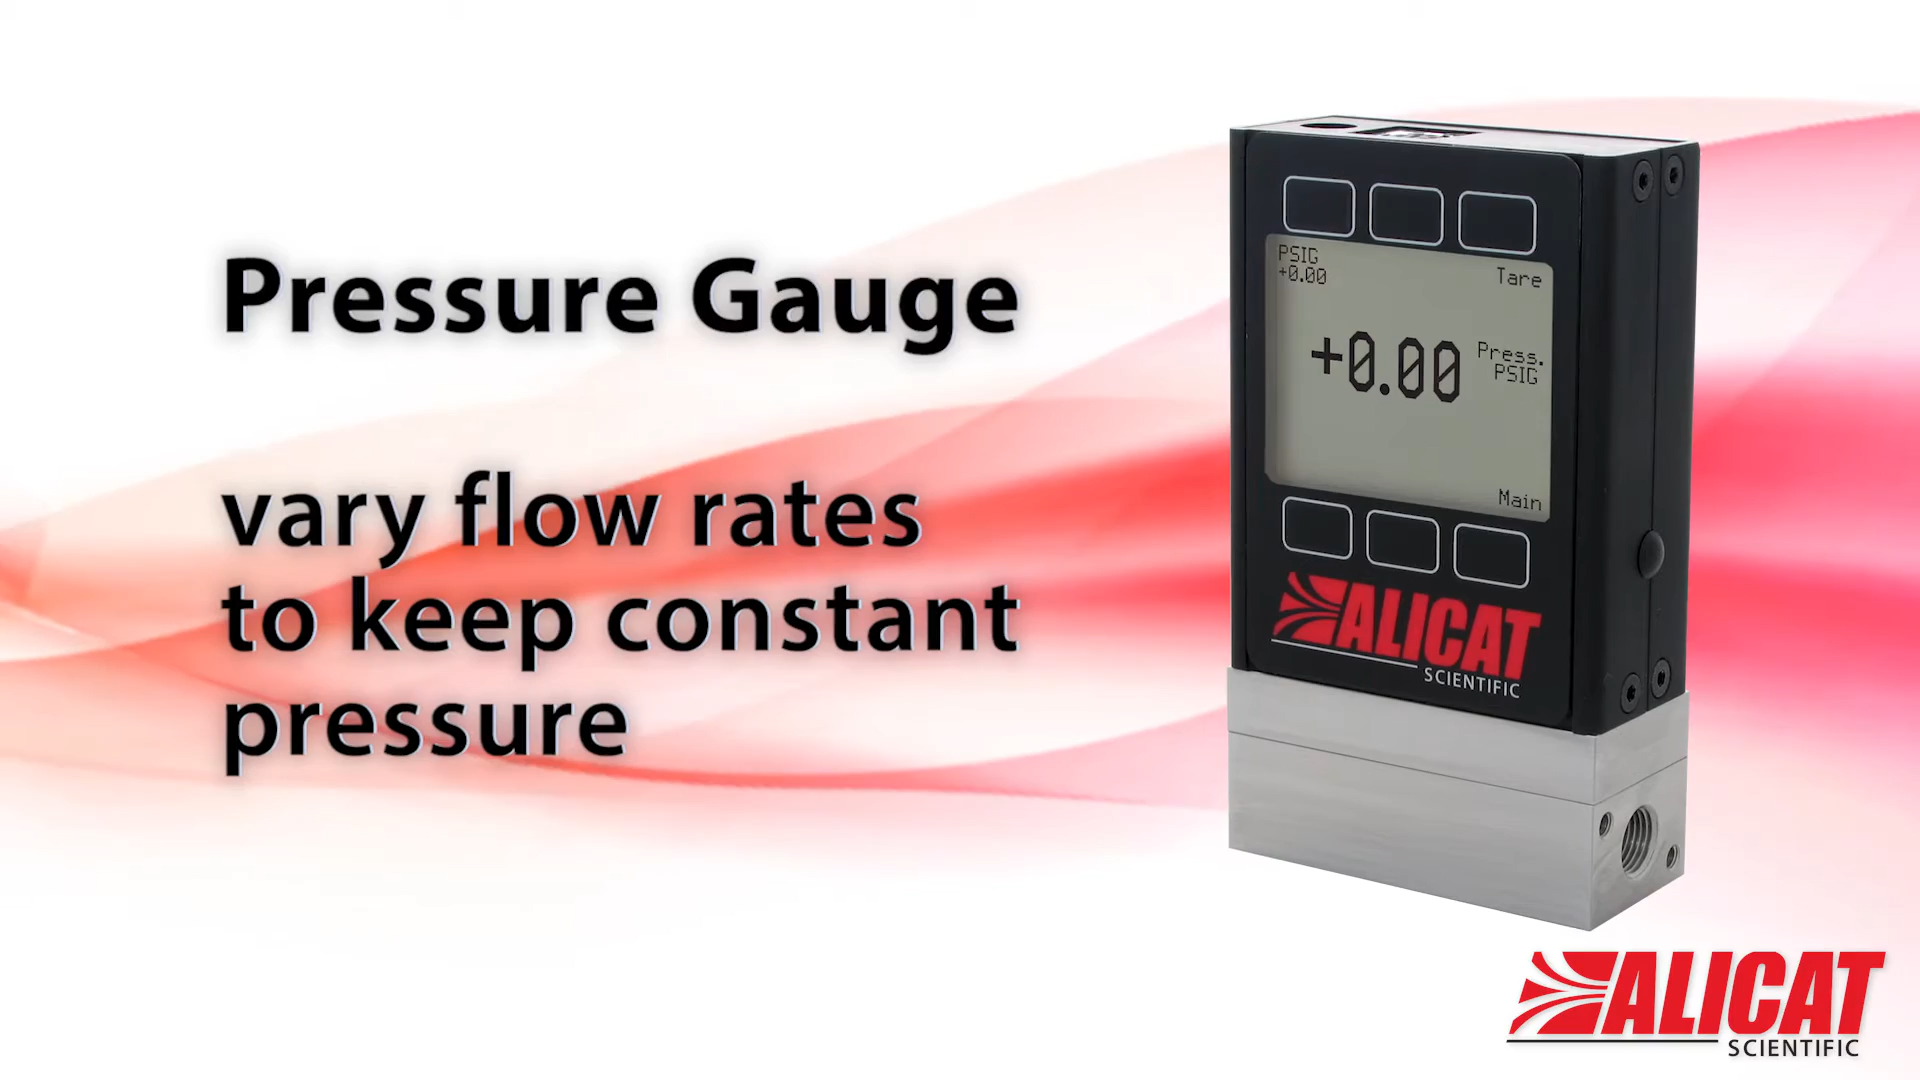 Pressure Gauge
vary flow rates
to keep constant
pressure
PSIG
+0.00
Tare
+0.00
Press.
PSIG
Main
ALICAT
SCIENTIFIC
ALICAT
SCIENTIFIC